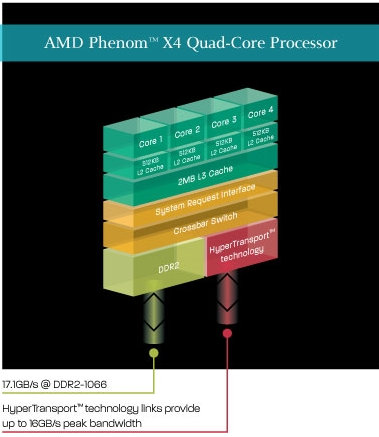 AMD Phenom™ X4 Quad-Core Processor
Core 1
Core 2
Core 3
Core 4
512KB
L2 Cache
512KB
L2 Cache
512KB
L2 Cache
512KB
L2 Cache
2MB L3 Cache
System Request Interface
Crossbar Switch
DDR2
HyperTransport™
technology
17.1GB/s @ DDR2-1066
HyperTransport™ technology links provide
up to 16GB/s peak bandwidth